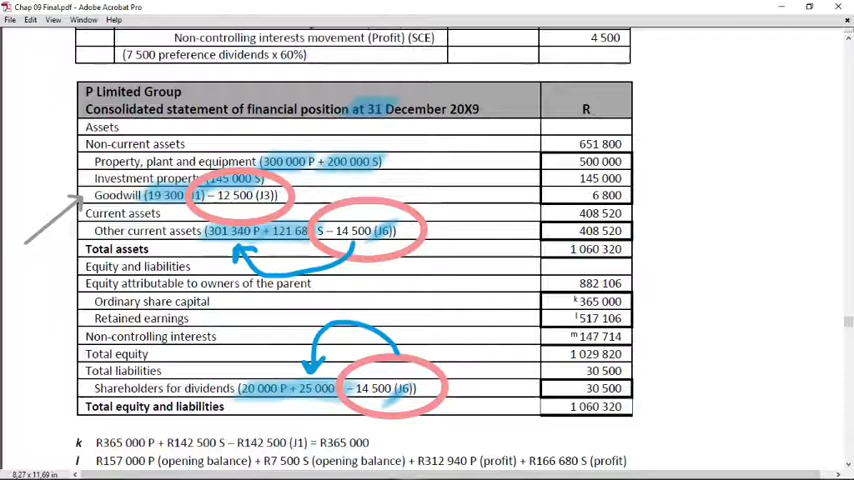 Chap 09 Final.pdf - Adobe Acrobat Pro
File Edit View Window Help
Non-controlling interests movement (Profit) (SCE) 4 500
(7 500 preference dividends x 60%)
P Limited Group
Consolidated statement of financial position at 31 December 20X9 R
Assets
Non-current assets 651 800
Property, plant and equipment (300 000 P + 200 000 S) 500 000
Investment property (145 000 S) 145 000
Goodwill (19 300 (J1) – 12 500 (J3)) 6 800
Current assets 408 520
Other current assets (301 340 P + 121 68 S – 14 500 (J6)) 408 520
Total assets 1 060 320
Equity and liabilities
Equity attributable to owners of the parent 882 106
Ordinary share capital k 365 000
Retained earnings l 517 106
Non-controlling interests m 147 714
Total equity 1 029 820
Total liabilities 30 500
Shareholders for dividends (20 000 P + 25 000 – 14 500 (J6)) 30 500
Total equity and liabilities 1 060 320
k R365 000 P + R142 500 S – R142 500 (J1) = R365 000
l R157 000 P (opening balance) + R7 500 S (opening balance) + R312 940 P (profit) + R166 680 S (profit)
8,27 x 11,69 in